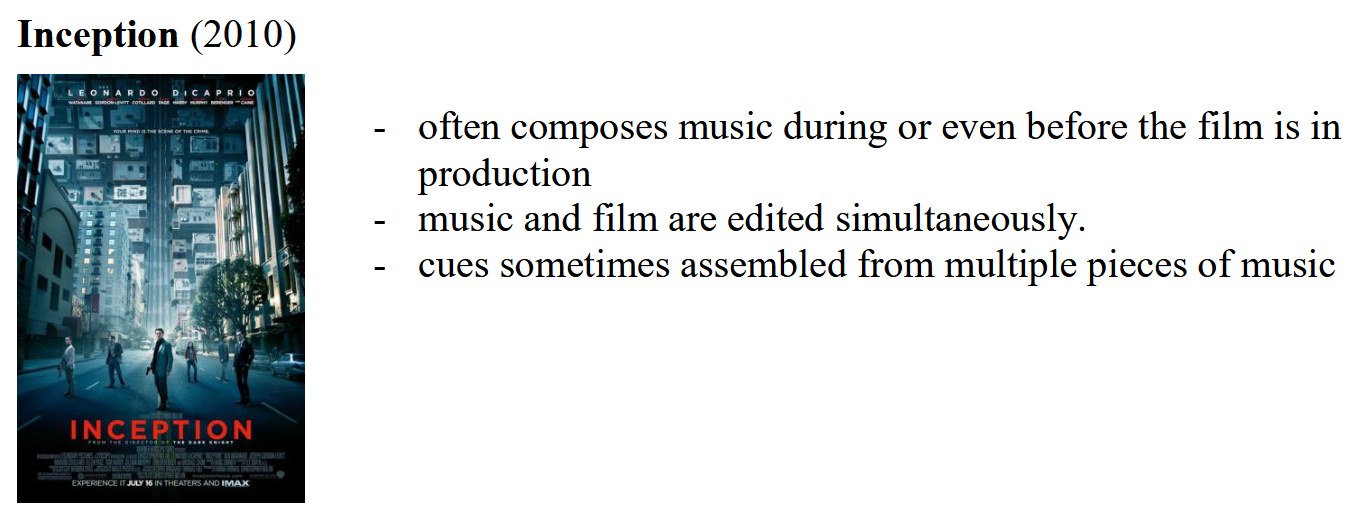 Inception (2010)
LEONARDO DiCAPRIO
WATANABE GORDON-LEVITT COTILLARD PAGE HARDY MURPHY BERENGER AND CAINE
YOUR MIND IS THE SCENE OF THE CRIME.
INCEPTION
FROM THE DIRECTOR OF THE DARK KNIGHT
EXPERIENCE IT JULY 16 IN THEATERS AND IMAX
- often composes music during or even before the film is in
production
- music and film are edited simultaneously.
- cues sometimes assembled from multiple pieces of music